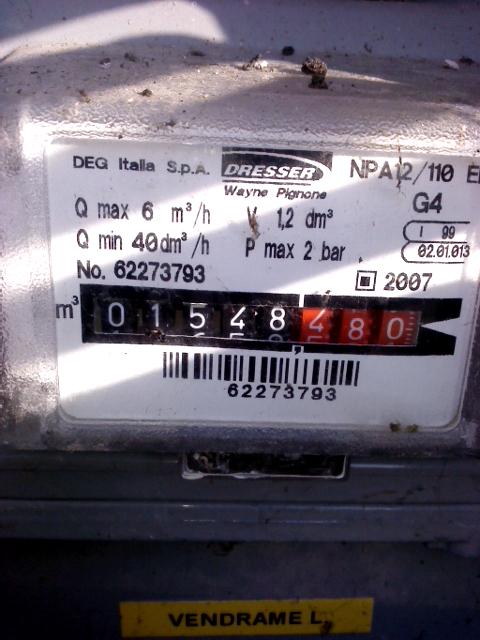 DEG Italia S.p.A. DRESSER NPA12/110
Wayne Pignone
G4
Q max 6 m³/h V 1,2 dm³
1 99
Q min 40dm³/h P max 2 bar
02.01.013
No. 62273793
2007
m³ 01548480
62273793
VENDRAME L.